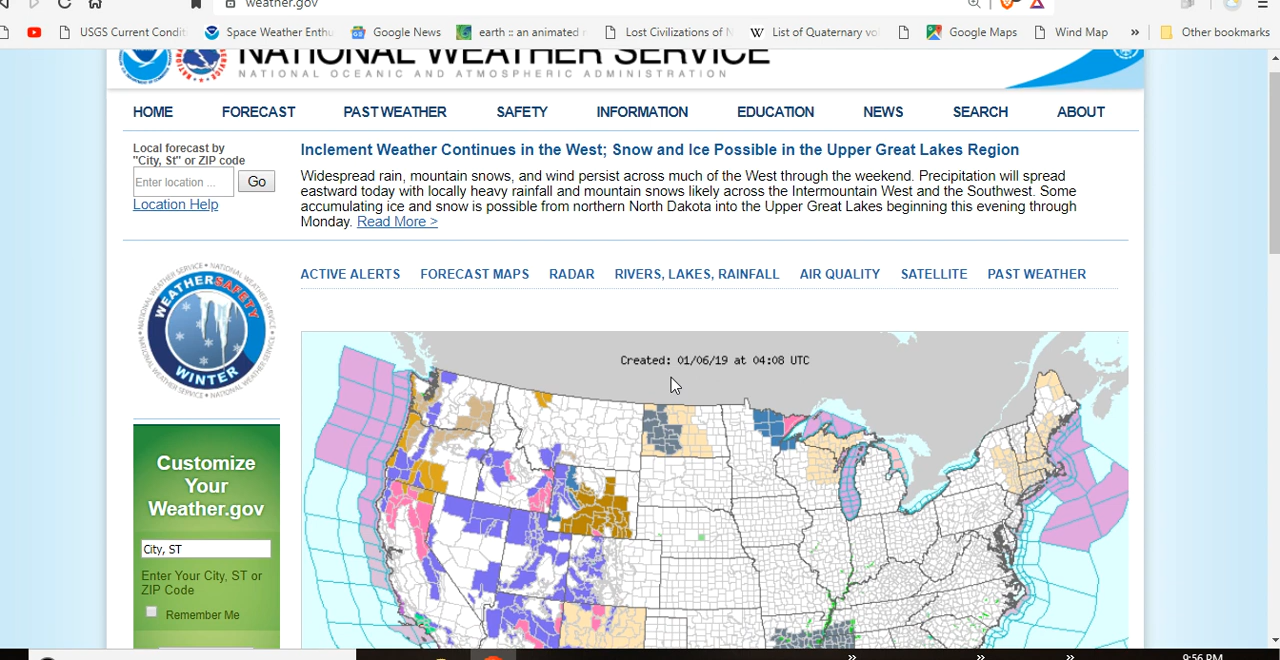 weather.gov
USGS Current Condit
Space Weather Enthu
Google News
earth :: an animated
Lost Civilizations of N
W List of Quaternary vol
Google Maps
Wind Map
»
Other bookmarks
NATIONAL WEATHER SERVICE
NATIONAL OCEANIC AND ATMOSPHERIC ADMINISTRATION
HOME FORECAST PAST WEATHER SAFETY INFORMATION EDUCATION NEWS SEARCH ABOUT
Local forecast by
"City, St" or ZIP code
Enter location ... Go
Location Help
Inclement Weather Continues in the West; Snow and Ice Possible in the Upper Great Lakes Region
Widespread rain, mountain snows, and wind persist across much of the West through the weekend. Precipitation will spread
eastward today with locally heavy rainfall and mountain snows likely across the Intermountain West and the Southwest. Some
accumulating ice and snow is possible from northern North Dakota into the Upper Great Lakes beginning this evening through
Monday. Read More >
NATIONAL WEATHER SERVICE • NATIONAL WEATHER SERVICE •
WEATHERSAFETY
WINTER
ACTIVE ALERTS FORECAST MAPS RADAR RIVERS, LAKES, RAINFALL AIR QUALITY SATELLITE PAST WEATHER
Created: 01/06/19 at 04:08 UTC
Customize
Your
Weather.gov
City, ST
Enter Your City, ST or
ZIP Code
Remember Me
» » »
9:56 PM